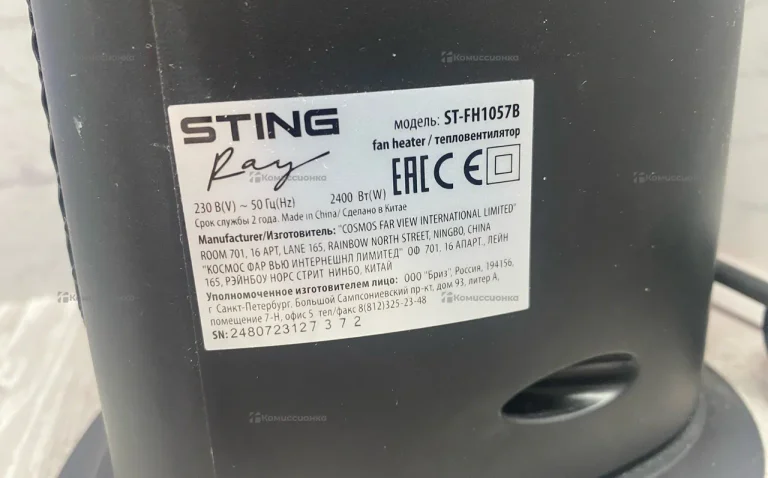 STING
Ray
модель: ST-FH1057B
fan heater / тепловентилятор
EAC CE
230 В(V) ~ 50 Гц(Hz) 2400 Вт(W)
Срок службы 2 года. Made in China/ Сделано в Китае
Manufacturer/Изготовитель: "COSMOS FAR VIEW INTERNATIONAL LIMITED"
ROOM 701, 16 APT, LANE 165, RAINBOW NORTH STREET, NINGBO, CHINA
"КОСМОС ФАР ВЬЮ ИНТЕРНЕШНЛ ЛИМИТЕД" ОФ 701, 16 АПАРТ., ЛЕЙН
165, РЭЙНБОУ НОРС СТРИТ НИНБО, КИТАЙ
Уполномоченное изготовителем лицо: ООО "Бриз", Россия, 194156,
г Санкт-Петербург, Большой Сампсониевский пр-кт, дом 93, литер А,
помещение 7-Н, офис 5 тел/факс 8(812)325-23-48
SN: 2480723127 3 7 2
Комиссионка
Комиссионка
Комиссионка
Комиссионка
Комиссионка
Комиссионка
Комиссионка